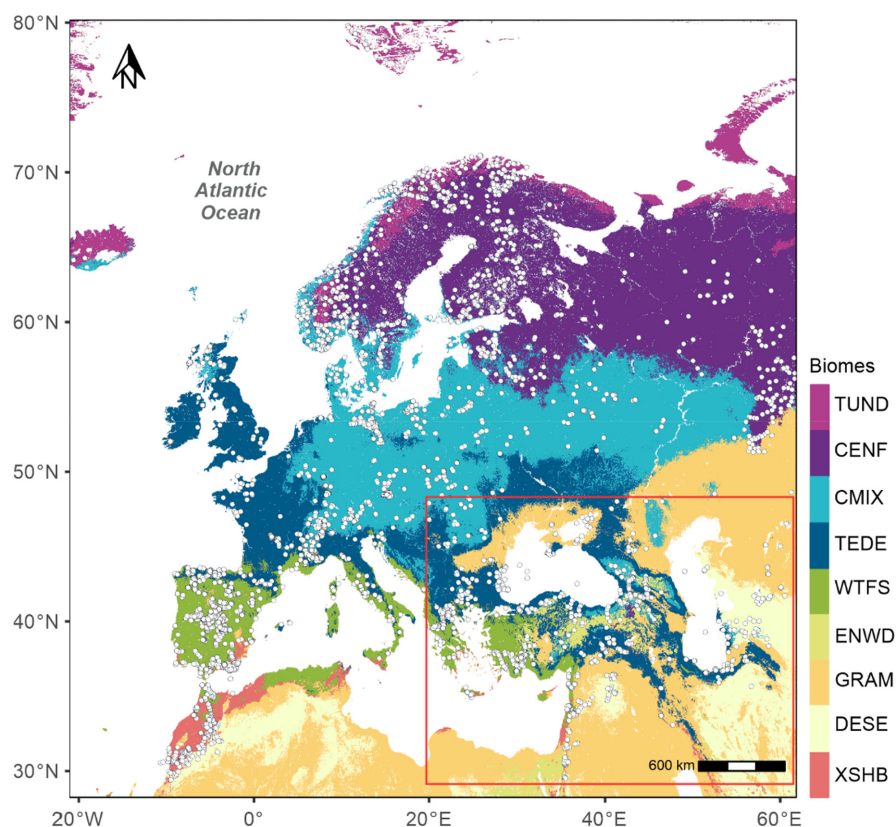 80°N
N
North
Atlantic
Ocean
70°N
60°N
50°N
40°N
30°N
Biomes
TUND
CENF
CMIX
TEDE
WTFS
ENWD
GRAM
DESE
XSHB
600 km
20°W
0°
20°E
40°E
60°E